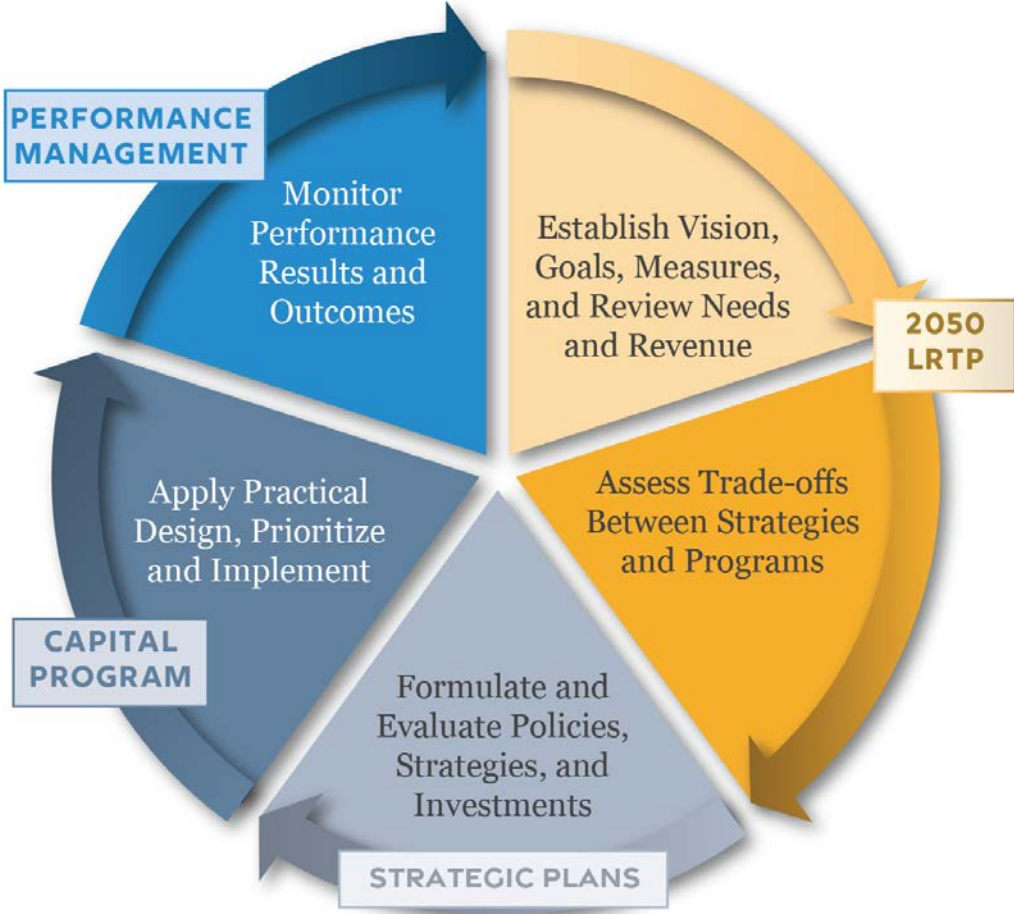 PERFORMANCE
MANAGEMENT
Monitor
Performance
Results and
Outcomes
Establish Vision,
Goals, Measures,
and Review Needs
and Revenue
2050
LRTP
Assess Trade-offs
Between Strategies
and Programs
Apply Practical
Design, Prioritize
and Implement
CAPITAL
PROGRAM
Formulate and
Evaluate Policies,
Strategies, and
Investments
STRATEGIC PLANS